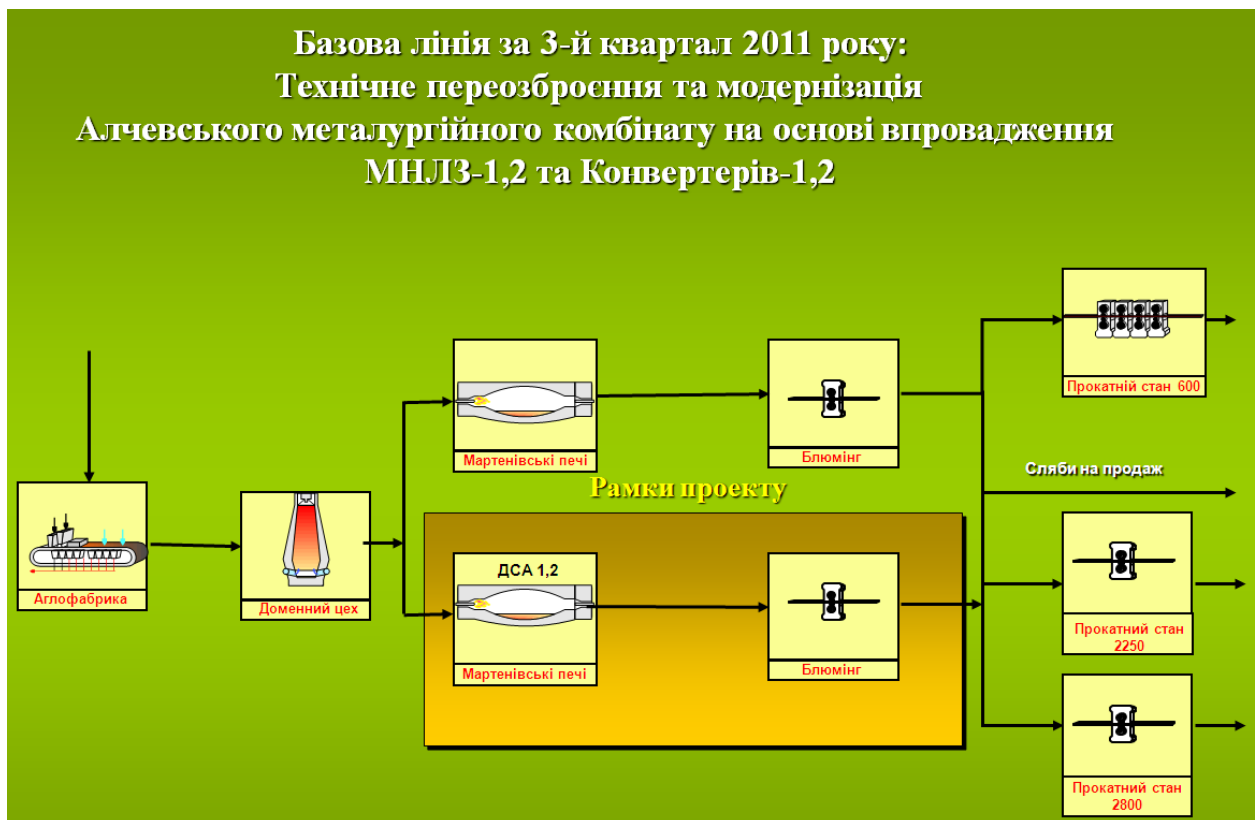 Базова лінія за 3-й квартал 2011 року:
Технічне переозброєння та модернізація
Алчевського металургійного комбінату на основі впровадження
МНЛЗ-1,2 та Конвертерів-1,2
Прокатній стан 600
Мартенівські печі
Блюмінг
Сляби на продаж
Рамки проекту
Аглофабрика
Доменний цех
ДСА 1,2
Мартенівські печі
Блюмінг
Прокатний стан
2250
Прокатний стан
2800